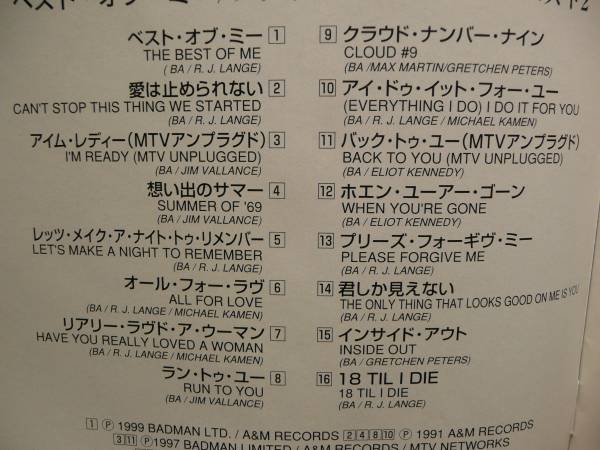 ベスト・オブ・ミー 1
THE BEST OF ME
(BA / R. J. LANGE)
愛は止められない 2
CAN'T STOP THIS THING WE STARTED
(BA / R. J. LANGE)
アイム・レディー(MTVアンプラグド) 3
I'M READY (MTV UNPLUGGED)
(BA / JIM VALLANCE)
想い出のサマー 4
SUMMER OF '69
(BA / JIM VALLANCE)
レッツ・メイク・ア・ナイト・トゥ・リメンバー 5
LET'S MAKE A NIGHT TO REMEMBER
(BA / R. J. LANGE)
オール・フォー・ラヴ 6
ALL FOR LOVE
(BA / R. J. LANGE / MICHAEL KAMEN)
リアリー・ラヴド・ア・ウーマン 7
HAVE YOU REALLY LOVED A WOMAN
(BA / R. J. LANGE / MICHAEL KAMEN)
ラン・トゥ・ユー 8
RUN TO YOU
(BA / JIM VALLANCE)
9 クラウド・ナンバー・ナイン
CLOUD #9
(BA /MAX MARTIN/GRETCHEN PETERS)
10 アイ・ドゥ・イット・フォー・ユー
(EVERYTHING I DO) I DO IT FOR YOU
(BA / R. J. LANGE / MICHAEL KAMEN)
11 バック・トゥ・ユー(MTVアンプラグド)
BACK TO YOU (MTV UNPLUGGED)
(BA / ELIOT KENNEDY)
12 ホエン・ユーアー・ゴーン
WHEN YOU'RE GONE
(BA / ELIOT KENNEDY)
13 プリーズ・フォーギヴ・ミー
PLEASE FORGIVE ME
(BA / R. J. LANGE)
14 君しか見えない
THE ONLY THING THAT LOOKS GOOD ON ME IS YOU
(BA / R. J. LANGE)
15 インサイド・アウト
INSIDE OUT
(BA / GRETCHEN PETERS)
16 18 TIL I DIE
18 TIL I DIE
(BA / R. J. LANGE)
1 ℗ 1999 BADMAN LTD. / A&M RECORDS 2 4 8 10 ℗ 1991 A&M RECORDS
3 11 ℗ 1997 BADMAN LIMITED / A&M RECORDS / MTV NETWORKS